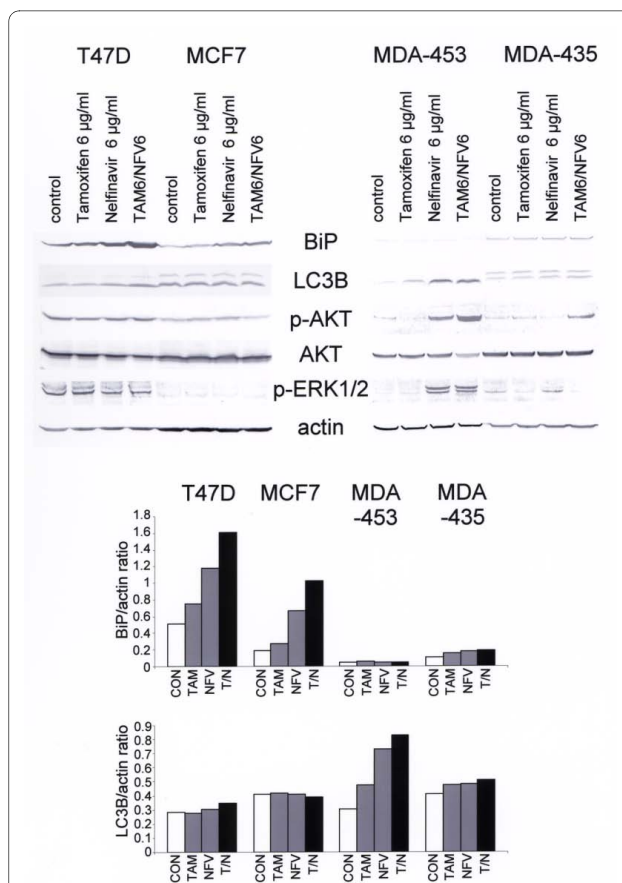 T47D MCF7 MDA-453 MDA-435
control Tamoxifen 6 µg/ml Nelfinavir 6 µg/ml TAM6/NFV6 control Tamoxifen 6 µg/ml Nelfinavir 6 µg/ml TAM6/NFV6 control Tamoxifen 6 µg/ml Nelfinavir 6 µg/ml TAM6/NFV6 control Tamoxifen 6 µg/ml Nelfinavir 6 µg/ml TAM6/NFV6
BiP
LC3B
p-AKT
AKT
p-ERK1/2
actin
T47D MCF7 MDA MDA
-453 -435
BiP/actin ratio
1.8
1.6
1.4
1.2
1
0.8
0.6
0.4
0.2
0
CON TAM NFV T/N CON TAM NFV T/N CON TAM NFV T/N CON TAM NFV T/N
LC3B/actin ratio
0.9
0.8
0.7
0.6
0.5
0.4
0.3
0.2
0.1
0
CON TAM NFV T/N CON TAM NFV T/N CON TAM NFV T/N CON TAM NFV T/N